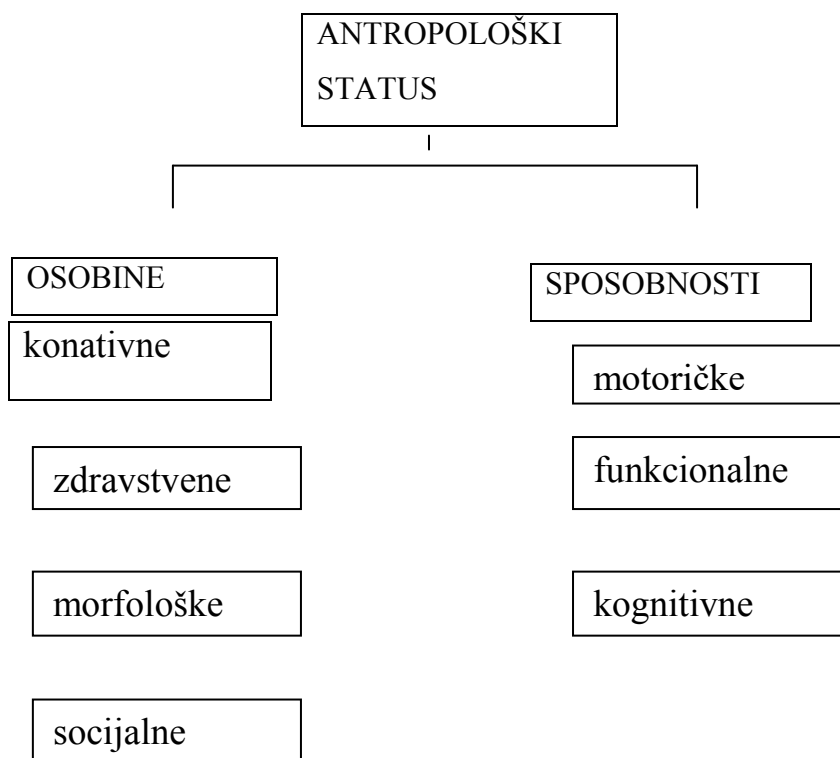 ANTROPOLOŠKI
STATUS
OSOBINE
konativne
zdravstvene
morfološke
socijalne
SPOSOBNOSTI
motoričke
funkcionalne
kognitivne